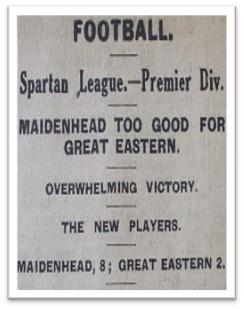 FOOTBALL.
Spartan League.—Premier Div.
MAIDENHEAD TOO GOOD FOR
GREAT EASTERN.
OVERWHELMING VICTORY.
THE NEW PLAYERS.
MAIDENHEAD, 8; GREAT EASTERN 2.